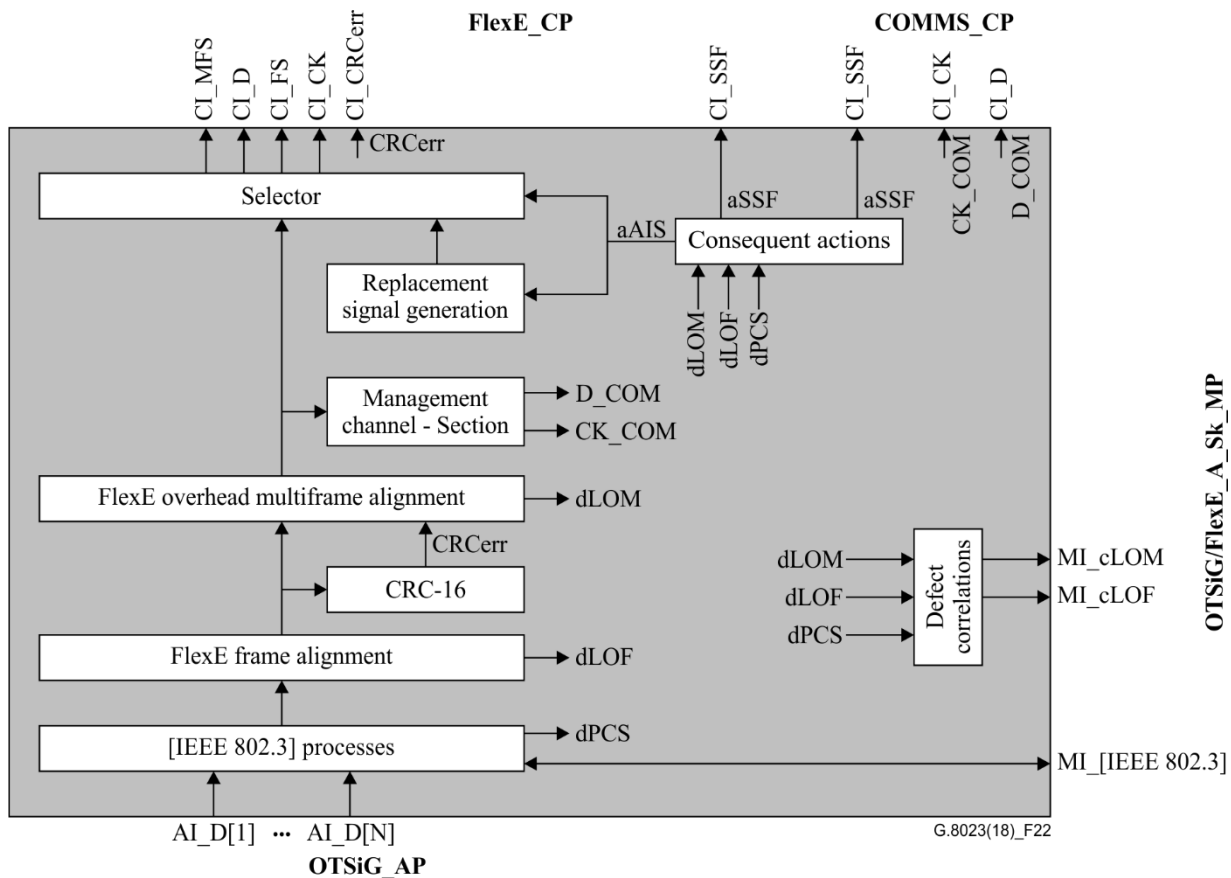 FlexE_CP
COMMS_CP
CI_MFS
CI_D
CI_FS
CI_CK
CI_CRCerr
CI_SSF
CI_SSF
CI_CK
CI_D
CRCerr
CK_COM
D_COM
Selector
aSSF
aSSF
aAIS
Consequent actions
Replacement
signal generation
dLOM
dLOF
dPCS
Management
channel - Section
D_COM
CK_COM
FlexE overhead multiframe alignment
dLOM
CRCerr
CRC-16
dLOM
dLOF
dPCS
Defect
correlations
MI_cLOM
MI_cLOF
OTSiG/FlexE_A_Sk_MP
FlexE frame alignment
dLOF
[IEEE 802.3] processes
dPCS
MI_[IEEE 802.3]
AI_D[1] ... AI_D[N]
G.8023(18)_F22
OTSiG_AP